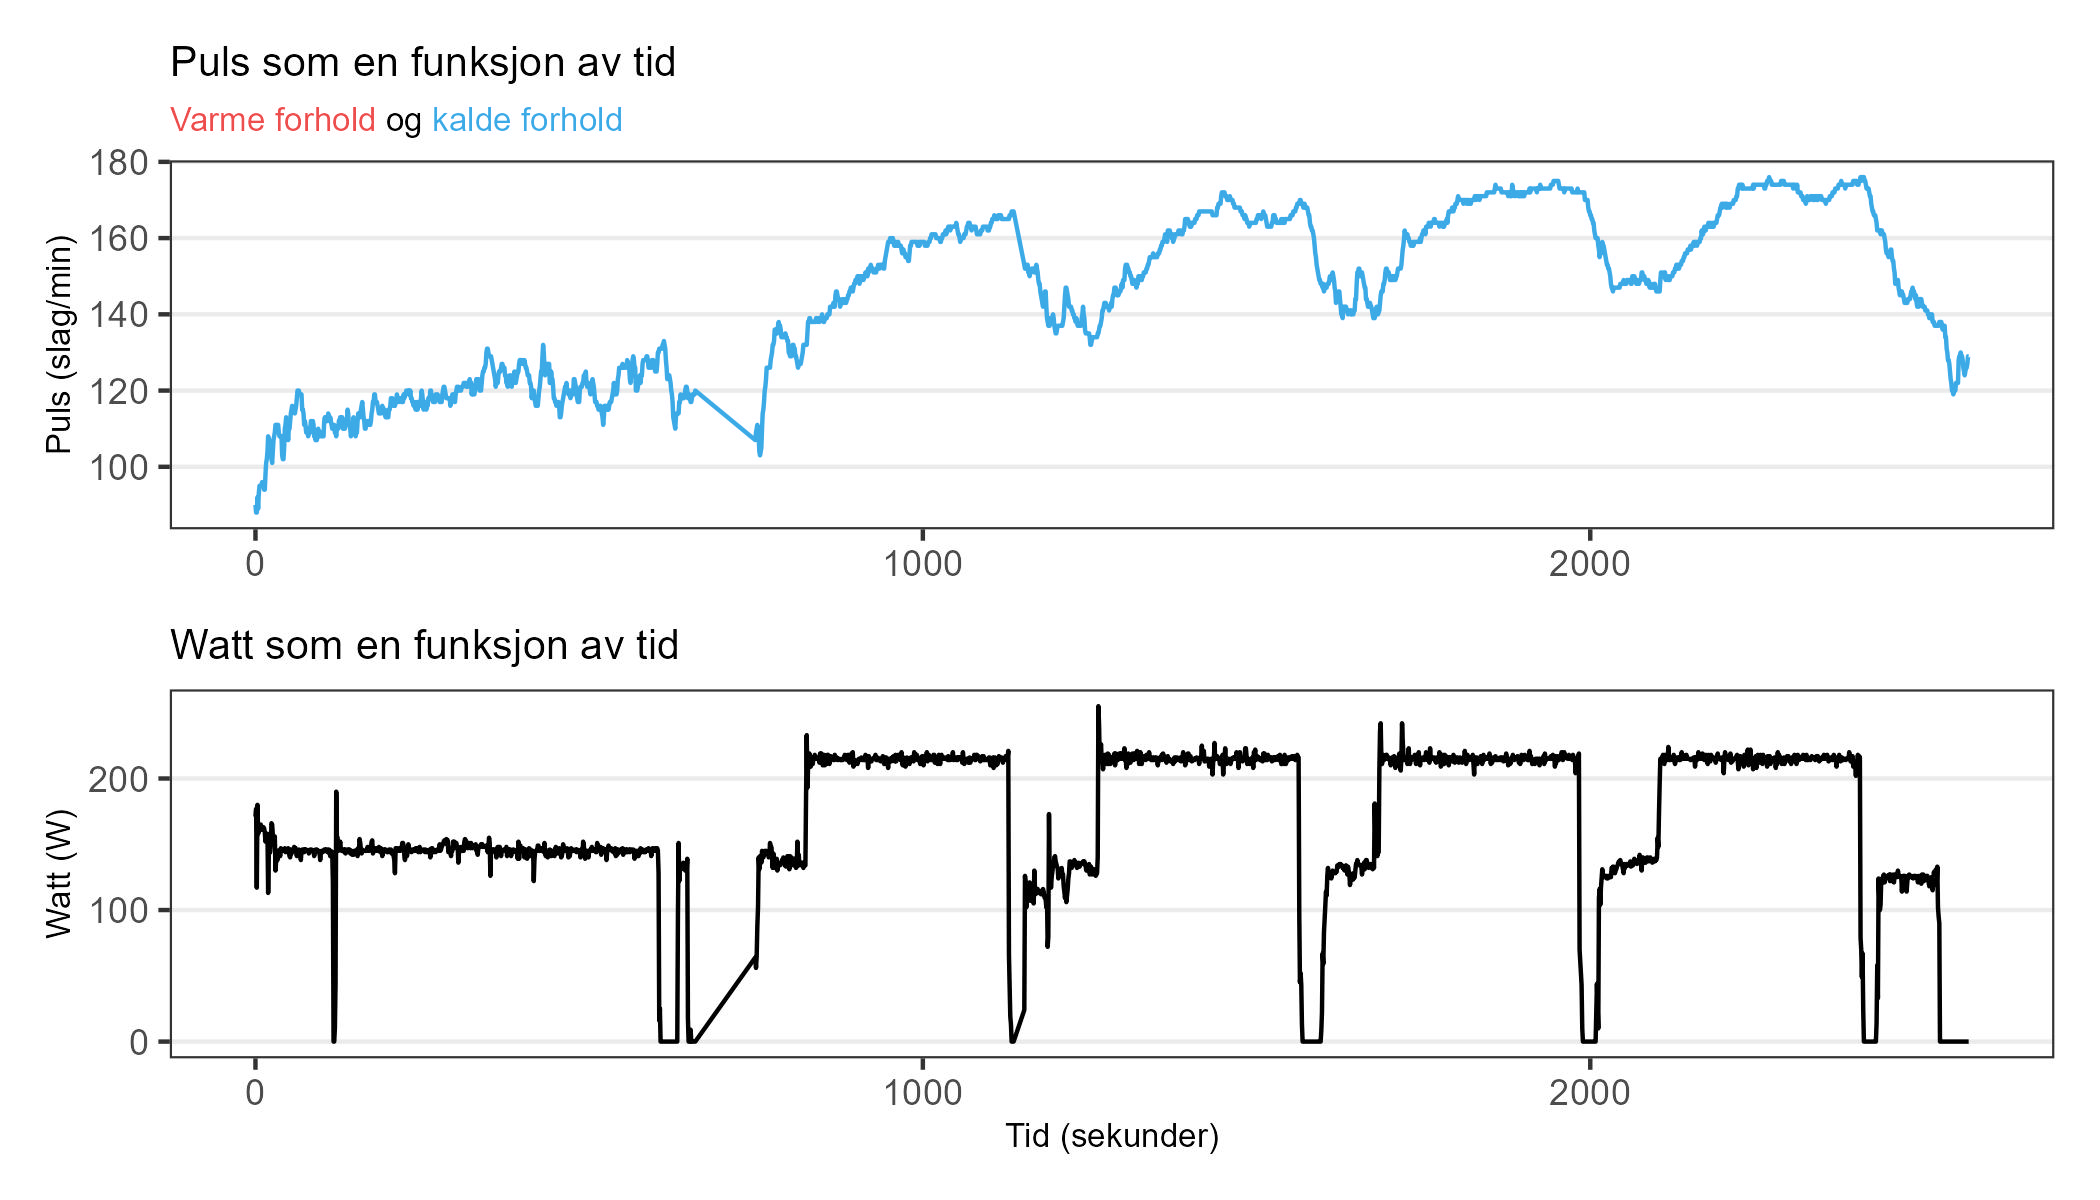 Puls som en funksjon av tid
Varme forhold og kalde forhold
180
160
140
120
100
Puls (slag/min)
0 1000 2000
Watt som en funksjon av tid
200
100
0
Watt (W)
0 1000 2000
Tid (sekunder)